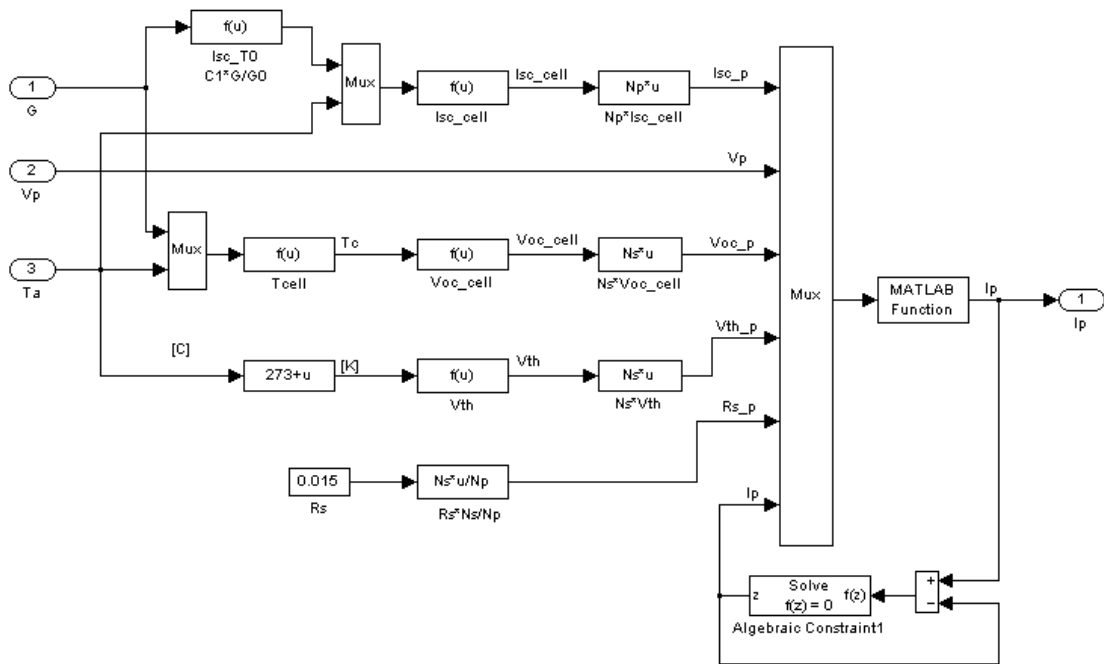 f(u)
Isc_T0
C1*G/G0
1
G
Mux
f(u)
Isc_cell
Isc_cell
Np*u
Np*Isc_cell
Isc_p
2
Vp
Vp
3
Ta
Mux
f(u)
Tcell
Tc
f(u)
Voc_cell
Voc_cell
Ns*u
Ns*Voc_cell
Voc_p
Mux
MATLAB
Function
Ip
1
Ip
[C]
273+u
[K]
f(u)
Vth
Vth
Ns*u
Ns*Vth
Vth_p
0.015
Rs
Ns*u/Np
Rs*Ns/Np
Rs_p
Ip
z
Solve
f(z) = 0
f(z)
Algebraic Constraint1
+
−